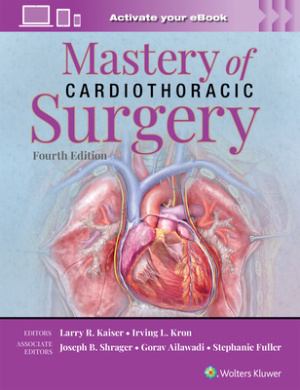 Activate your eBook
Mastery of
CARDIOTHORACIC
Surgery
Fourth Edition
EDITORS Larry R. Kaiser • Irving L. Kron
ASSOCIATE EDITORS Joseph B. Shrager • Gorav Ailawadi • Stephanie Fuller
Wolters Kluwer